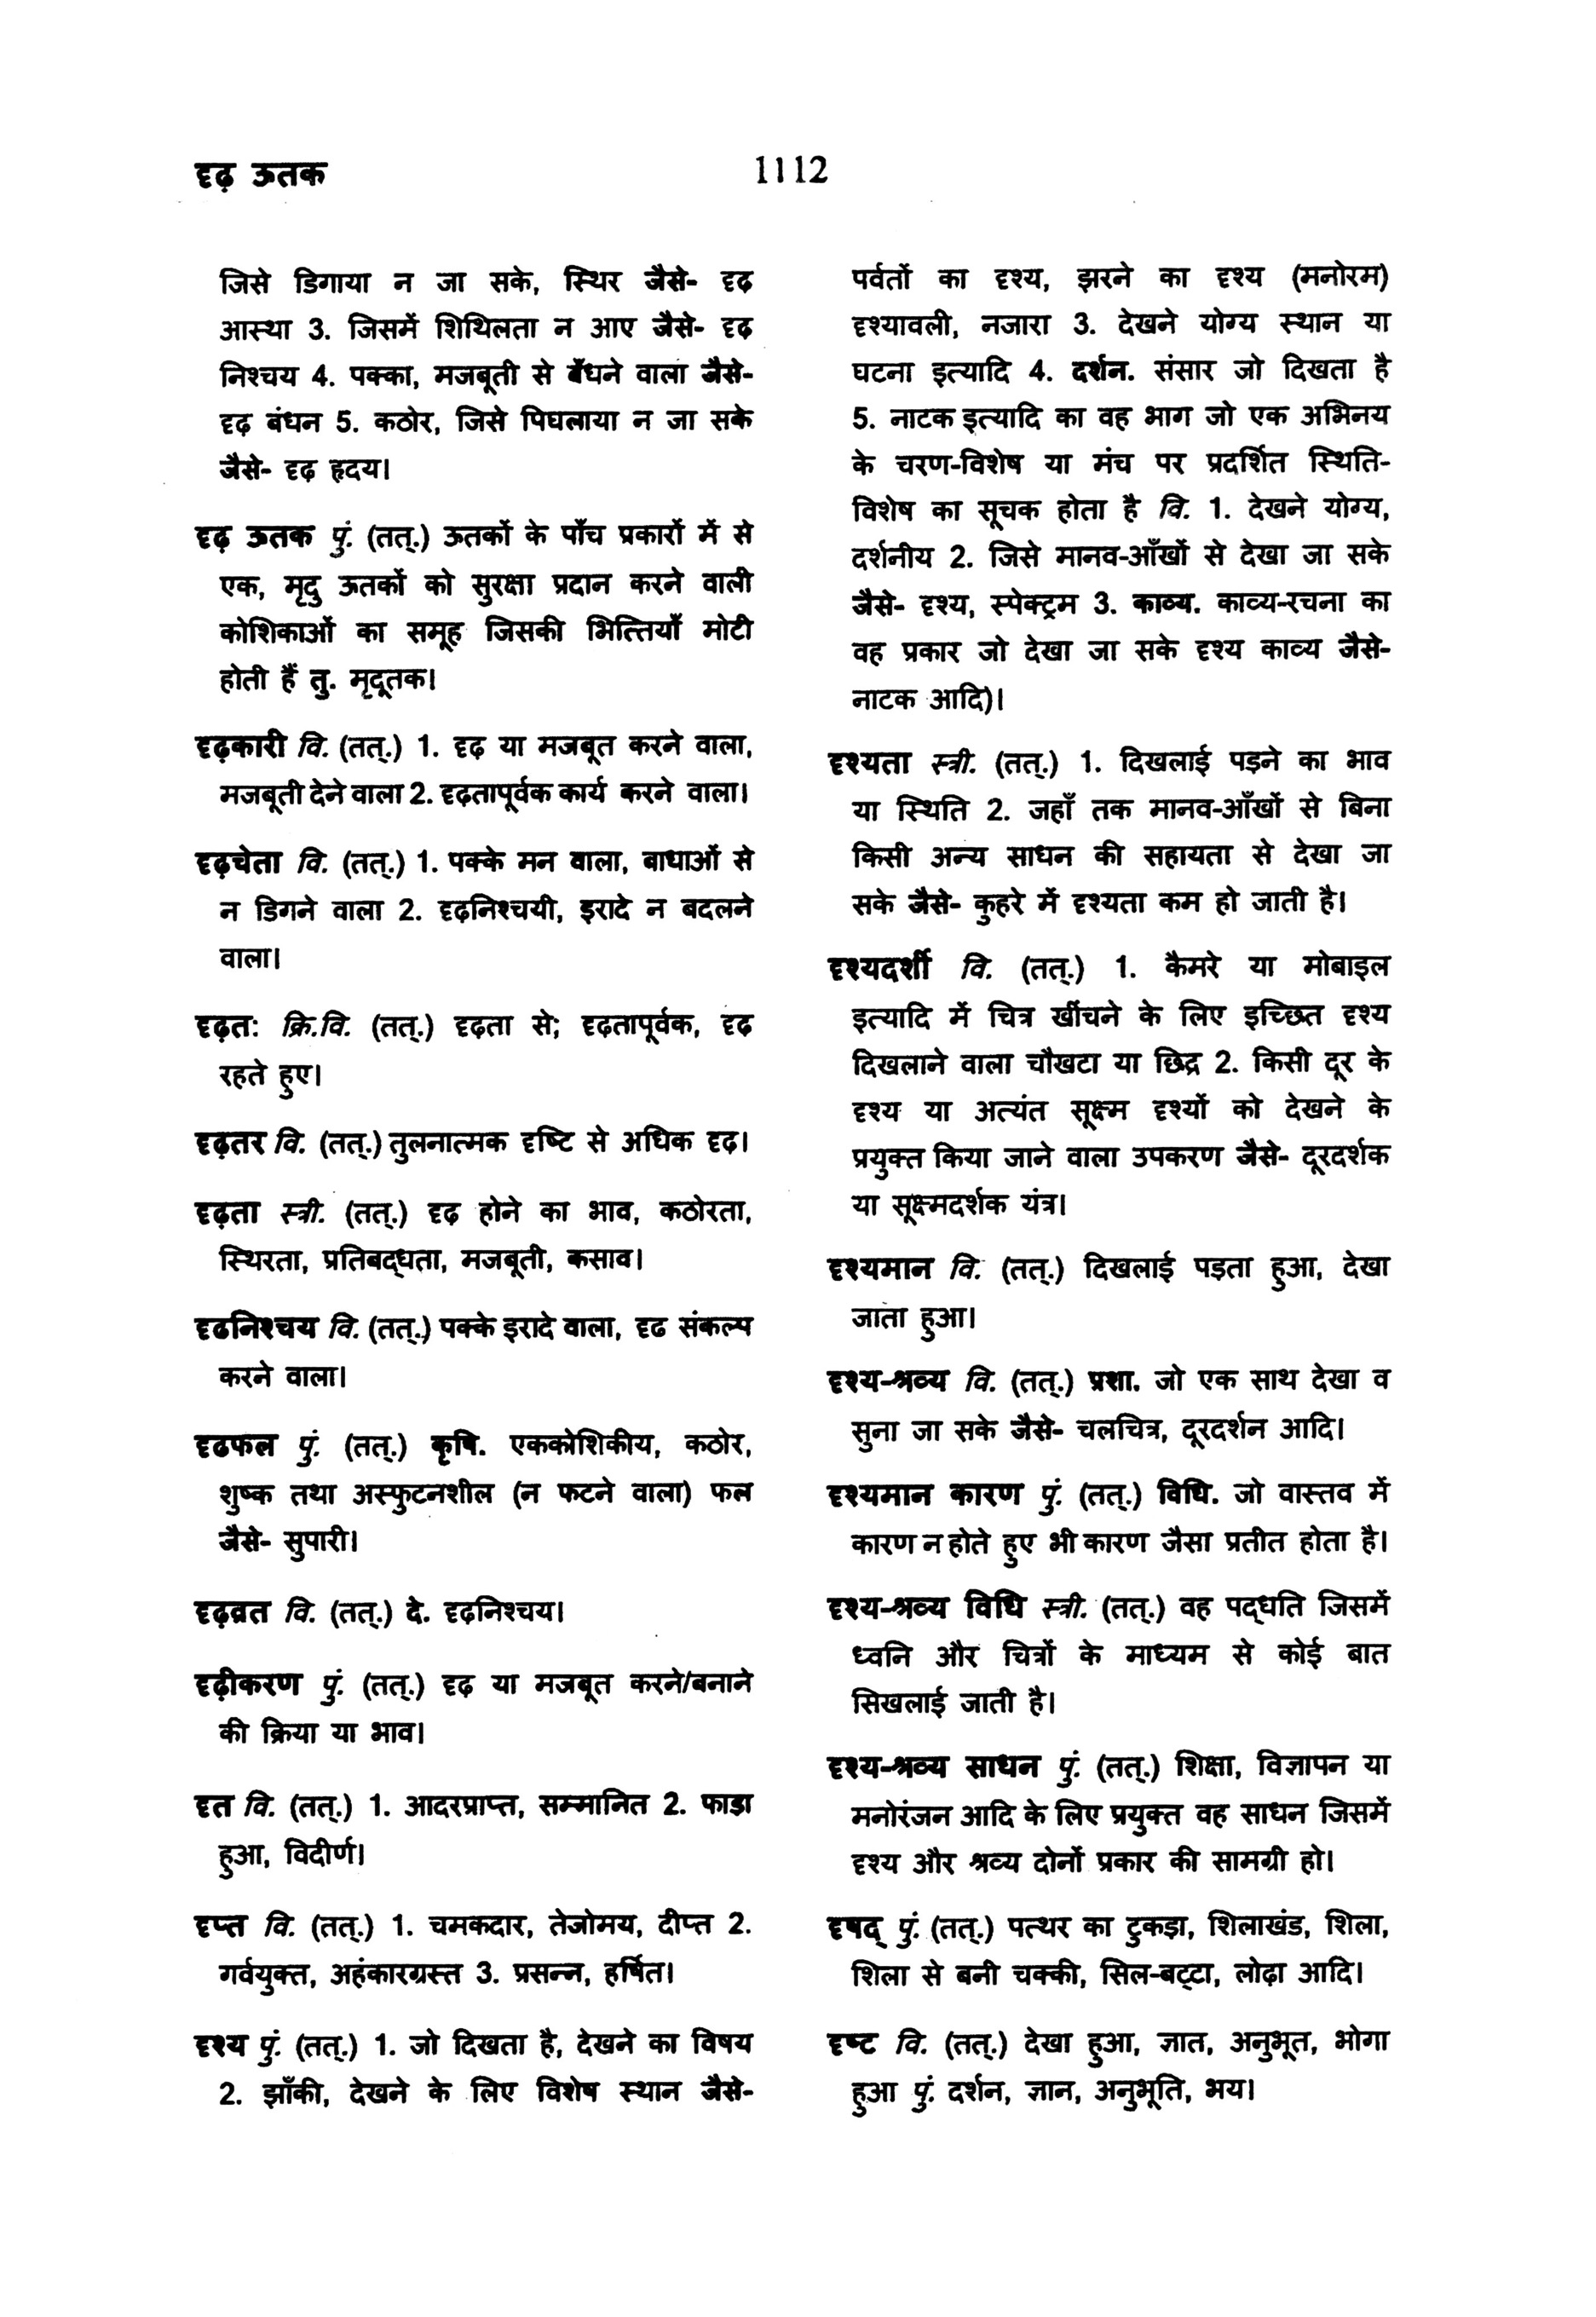 दृढ़ ऊतक
1112
जिसे डिगाया न जा सके, स्थिर जैसे- दृढ़
आस्था 3. जिसमें शिथिलता न आए जैसे- दृढ़
निश्चय 4. पक्का, मजबूती से बँधने वाला जैसे-
दृढ़ बंधन 5. कठोर, जिसे पिघलाया न जा सके
जैसे- दृढ़ हृदय।
दृढ़ ऊतक पुं. (तत्.) ऊतकों के पाँच प्रकारों में से
एक, मृदु ऊतकों को सुरक्षा प्रदान करने वाली
कोशिकाओं का समूह जिसकी भित्तियाँ मोटी
होती हैं तु. मृदूतक।
दृढ़कारी वि. (तत्.) 1. दृढ़ या मजबूत करने वाला,
मजबूती देने वाला 2. दृढ़तापूर्वक कार्य करने वाला।
दृढ़चेता वि. (तत्.) 1. पक्के मन वाला, बाधाओं से
न डिगने वाला 2. दृढ़निश्चयी, इरादे न बदलने
वाला।
दृढ़त: क्रि.वि. (तत्.) दृढ़ता से; दृढ़तापूर्वक, दृढ़
रहते हुए।
दृढ़तर वि. (तत्.) तुलनात्मक दृष्टि से अधिक दृढ़।
दृढ़ता स्त्री. (तत्.) दृढ़ होने का भाव, कठोरता,
स्थिरता, प्रतिबद्धता, मजबूती, कसाव।
दृढनिश्चय वि. (तत्.) पक्के इरादे वाला, दृढ संकल्प
करने वाला।
दृढफल पुं. (तत्.) कृषि. एककोशिकीय, कठोर,
शुष्क तथा अस्फुटनशील (न फटने वाला) फल
जैसे- सुपारी।
दृढ़व्रत वि. (तत्.) दे. दृढ़निश्चय।
दृढ़ीकरण पुं. (तत्.) दृढ़ या मजबूत करने/बनाने
की क्रिया या भाव।
दृत वि. (तत्.) 1. आदरप्राप्त, सम्मानित 2. फाड़ा
हुआ, विदीर्ण।
दृप्त वि. (तत्.) 1. चमकदार, तेजोमय, दीप्त 2.
गर्वयुक्त, अहंकारग्रस्त 3. प्रसन्न, हर्षित।
दृश्य पुं. (तत्.) 1. जो दिखता है, देखने का विषय
2. झाँकी, देखने के लिए विशेष स्थान जैसे-
पर्वतों का दृश्य, झरने का दृश्य (मनोरम)
दृश्यावली, नजारा 3. देखने योग्य स्थान या
घटना इत्यादि 4. दर्शन. संसार जो दिखता है
5. नाटक इत्यादि का वह भाग जो एक अभिनय
के चरण-विशेष या मंच पर प्रदर्शित स्थिति-
विशेष का सूचक होता है वि. 1. देखने योग्य,
दर्शनीय 2. जिसे मानव-आँखों से देखा जा सके
जैसे- दृश्य, स्पेक्ट्रम 3. काव्य. काव्य-रचना का
वह प्रकार जो देखा जा सके दृश्य काव्य जैसे-
नाटक आदि)।
दृश्यता स्त्री. (तत्.) 1. दिखलाई पड़ने का भाव
या स्थिति 2. जहाँ तक मानव-आँखों से बिना
किसी अन्य साधन की सहायता से देखा जा
सके जैसे- कुहरे में दृश्यता कम हो जाती है।
दृश्यदर्शी वि. (तत्.) 1. कैमरे या मोबाइल
इत्यादि में चित्र खींचने के लिए इच्छित दृश्य
दिखलाने वाला चौखटा या छिद्र 2. किसी दूर के
दृश्य या अत्यंत सूक्ष्म दृश्यों को देखने के
प्रयुक्त किया जाने वाला उपकरण जैसे- दूरदर्शक
या सूक्ष्मदर्शक यंत्र।
दृश्यमान वि. (तत्.) दिखलाई पड़ता हुआ, देखा
जाता हुआ।
दृश्य-श्रव्य वि. (तत्.) प्रशा. जो एक साथ देखा व
सुना जा सके जैसे- चलचित्र, दूरदर्शन आदि।
दृश्यमान कारण पुं. (तत्.) विधि. जो वास्तव में
कारण न होते हुए भी कारण जैसा प्रतीत होता है।
दृश्य-श्रव्य विधि स्त्री. (तत्.) वह पद्धति जिसमें
ध्वनि और चित्रों के माध्यम से कोई बात
सिखलाई जाती है।
दृश्य-श्रव्य साधन पुं. (तत्.) शिक्षा, विज्ञापन या
मनोरंजन आदि के लिए प्रयुक्त वह साधन जिसमें
दृश्य और श्रव्य दोनों प्रकार की सामग्री हो।
दृषद् पुं. (तत्.) पत्थर का टुकड़ा, शिलाखंड, शिला,
शिला से बनी चक्की, सिल-बट्टा, लोढ़ा आदि।
दृष्ट वि. (तत्.) देखा हुआ, ज्ञात, अनुभूत, भोगा
हुआ पुं. दर्शन, ज्ञान, अनुभूति, भय।